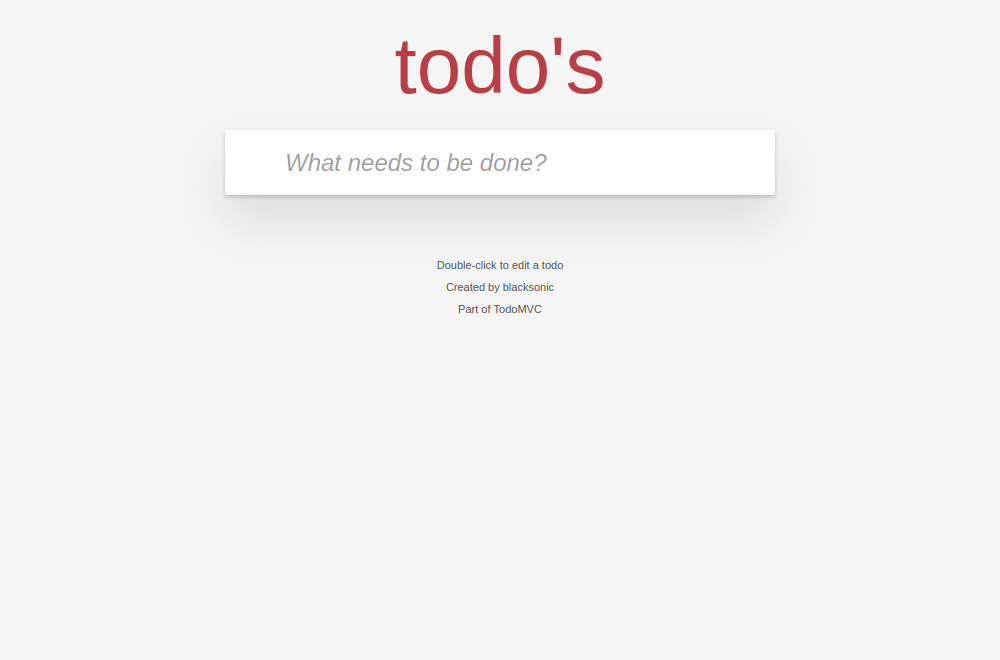 todo's
What needs to be done?
Double-click to edit a todo
Created by blacksonic
Part of TodoMVC